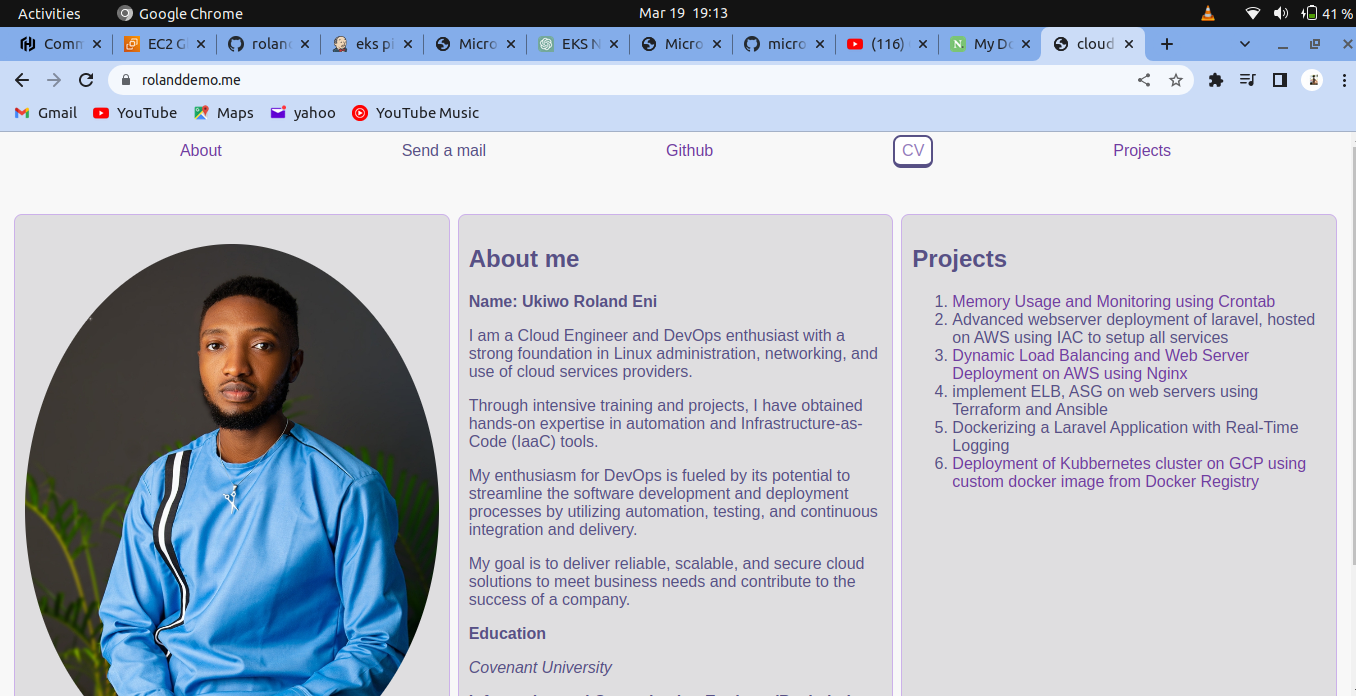 Activities Google Chrome Mar 19 19:13 41 %
Comm EC2 G rolan eks pi Micro EKS N Micro micro (116) My Do cloud
rolanddemo.me
Gmail YouTube Maps yahoo YouTube Music
About Send a mail Github CV Projects
About me
Name: Ukiwo Roland Eni
I am a Cloud Engineer and DevOps enthusiast with a
strong foundation in Linux administration, networking, and
use of cloud services providers.
Through intensive training and projects, I have obtained
hands-on expertise in automation and Infrastructure-as-
Code (IaaC) tools.
My enthusiasm for DevOps is fueled by its potential to
streamline the software development and deployment
processes by utilizing automation, testing, and continuous
integration and delivery.
My goal is to deliver reliable, scalable, and secure cloud
solutions to meet business needs and contribute to the
success of a company.
Education
Covenant University
Projects
1. Memory Usage and Monitoring using Crontab
2. Advanced webserver deployment of laravel, hosted
on AWS using IAC to setup all services
3. Dynamic Load Balancing and Web Server
Deployment on AWS using Nginx
4. implement ELB, ASG on web servers using
Terraform and Ansible
5. Dockerizing a Laravel Application with Real-Time
Logging
6. Deployment of Kubbernetes cluster on GCP using
custom docker image from Docker Registry